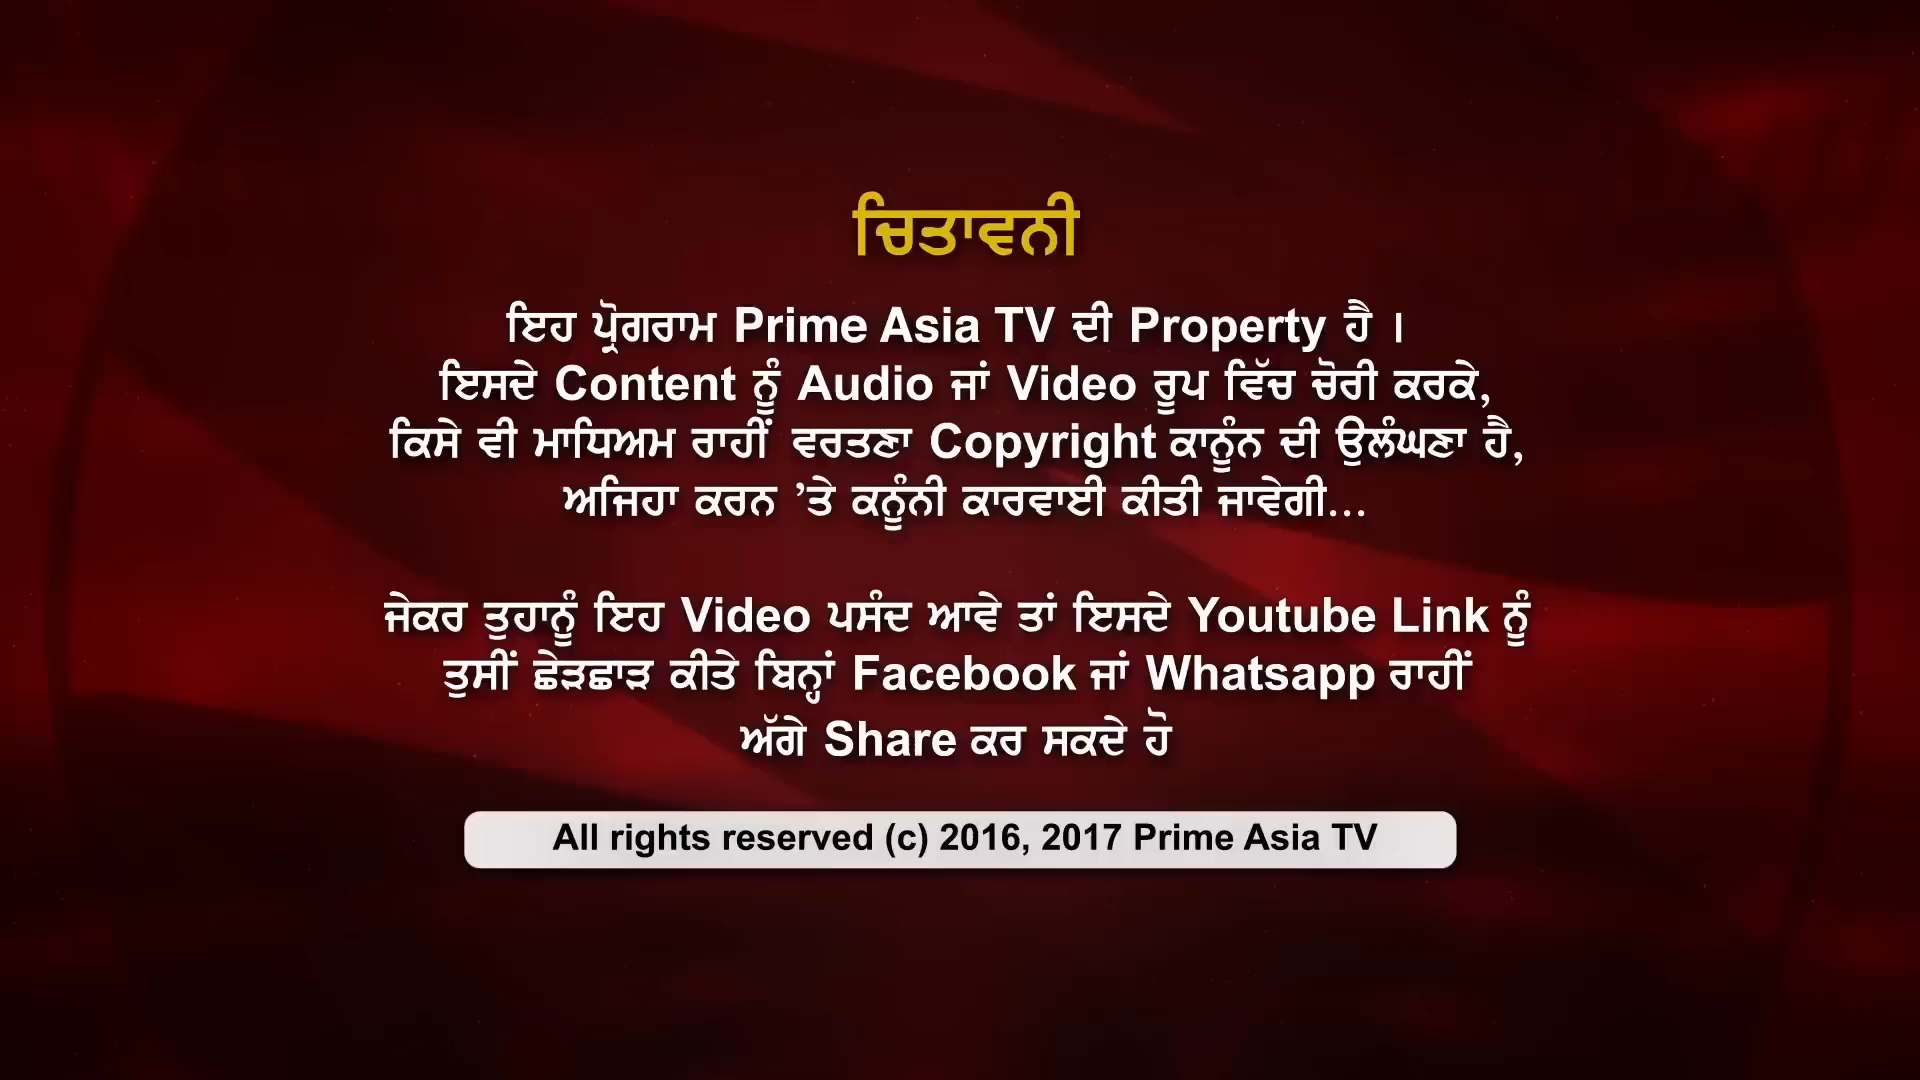 ਚਿਤਾਵਨੀ
ਇਹ ਪ੍ਰੋਗਰਾਮ Prime Asia TV ਦੀ Property ਹੈ ।
ਇਸਦੇ Content ਨੂੰ Audio ਜਾਂ Video ਰੂਪ ਵਿੱਚ ਚੋਰੀ ਕਰਕੇ,
ਕਿਸੇ ਵੀ ਮਾਧਿਅਮ ਰਾਹੀਂ ਵਰਤਣਾ Copyright ਕਾਨੂੰਨ ਦੀ ਉਲੰਘਣਾ ਹੈ,
ਅਜਿਹਾ ਕਰਨ ’ਤੇ ਕਨੂੰਨੀ ਕਾਰਵਾਈ ਕੀਤੀ ਜਾਵੇਗੀ...
ਜੇਕਰ ਤੁਹਾਨੂੰ ਇਹ Video ਪਸੰਦ ਆਵੇ ਤਾਂ ਇਸਦੇ Youtube Link ਨੂੰ
ਤੁਸੀਂ ਛੇੜਛਾੜ ਕੀਤੇ ਬਿਨ੍ਹਾਂ Facebook ਜਾਂ Whatsapp ਰਾਹੀਂ
ਅੱਗੇ Share ਕਰ ਸਕਦੇ ਹੋ
All rights reserved (c) 2016, 2017 Prime Asia TV